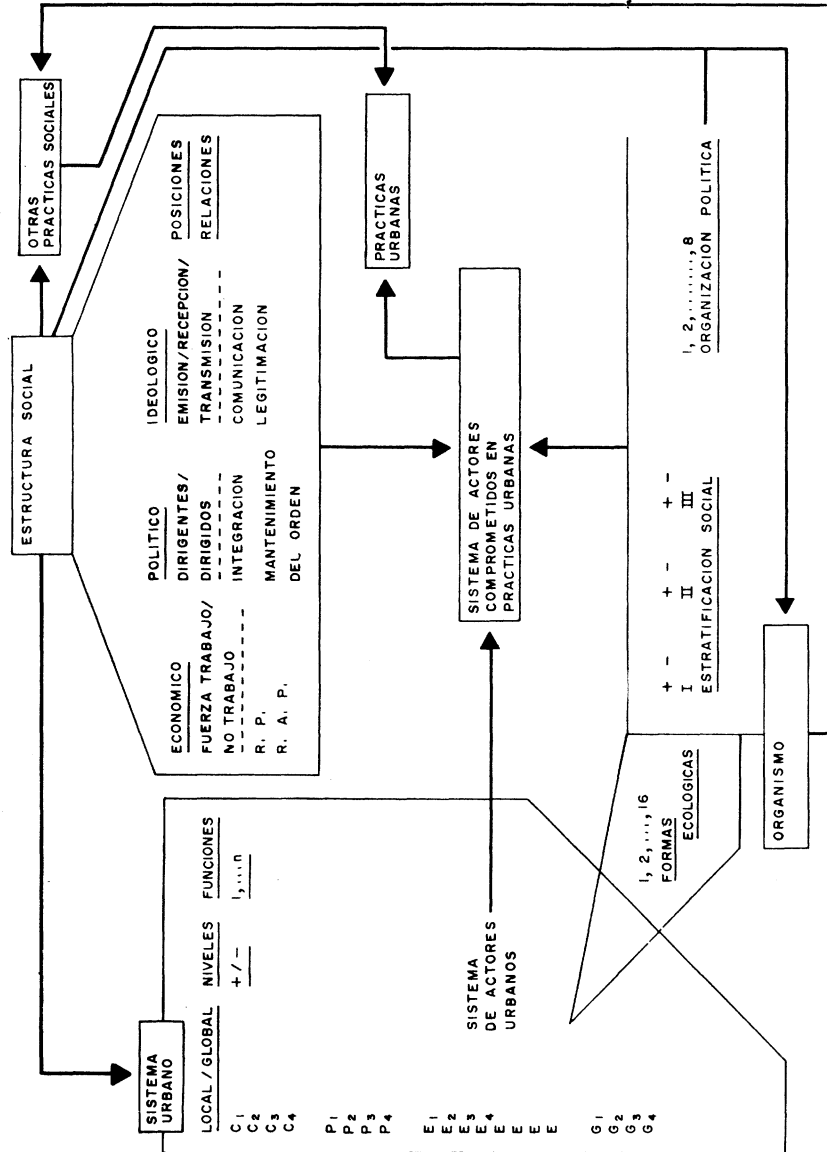 ESTRUCTURA SOCIAL
OTRAS
PRACTICAS SOCIALES
ECONOMICO
FUERZA TRABAJO/
NO TRABAJO
R. P.
R. A. P.
POLITICO
DIRIGENTES/
DIRIGIDOS
INTEGRACION
MANTENIMIENTO
DEL ORDEN
IDEOLOGICO
EMISION/RECEPCION/
TRANSMISION
COMUNICACION
LEGITIMACION
POSICIONES
RELACIONES
SISTEMA
URBANO
LOCAL / GLOBAL NIVELES FUNCIONES
+/- 1,...n
C1
C2
C3
C4
P1
P2
P3
P4
E1
E2
E3
E4
E
E
E
E
G1
G2
G3
G4
SISTEMA
DE ACTORES
URBANOS
SISTEMA DE ACTORES
COMPROMETIDOS EN
PRACTICAS URBANAS
PRACTICAS
URBANAS
1, 2, ..., 16
FORMAS
ECOLOGICAS
+ - + - + -
I II III
ESTRATIFICACION SOCIAL
1, 2, ........, 8
ORGANIZACION POLITICA
ORGANISMO